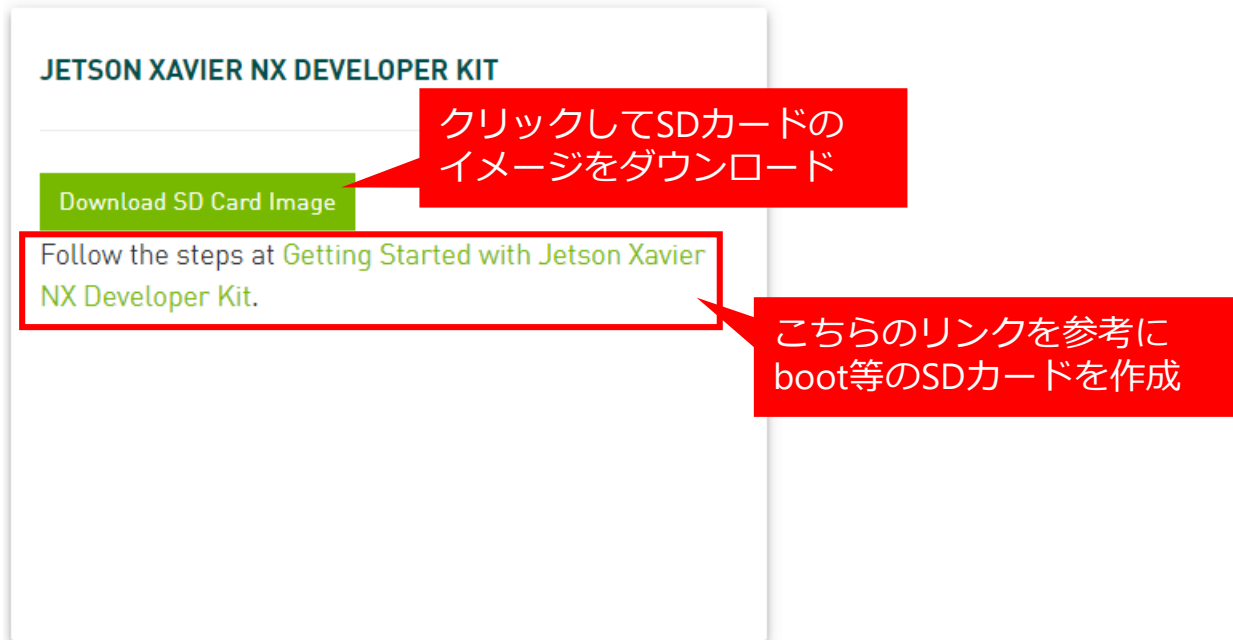 JETSON XAVIER NX DEVELOPER KIT
クリックしてSDカードの
イメージをダウンロード
Download SD Card Image
Follow the steps at Getting Started with Jetson Xavier
NX Developer Kit.
こちらのリンクを参考に
boot等のSDカードを作成